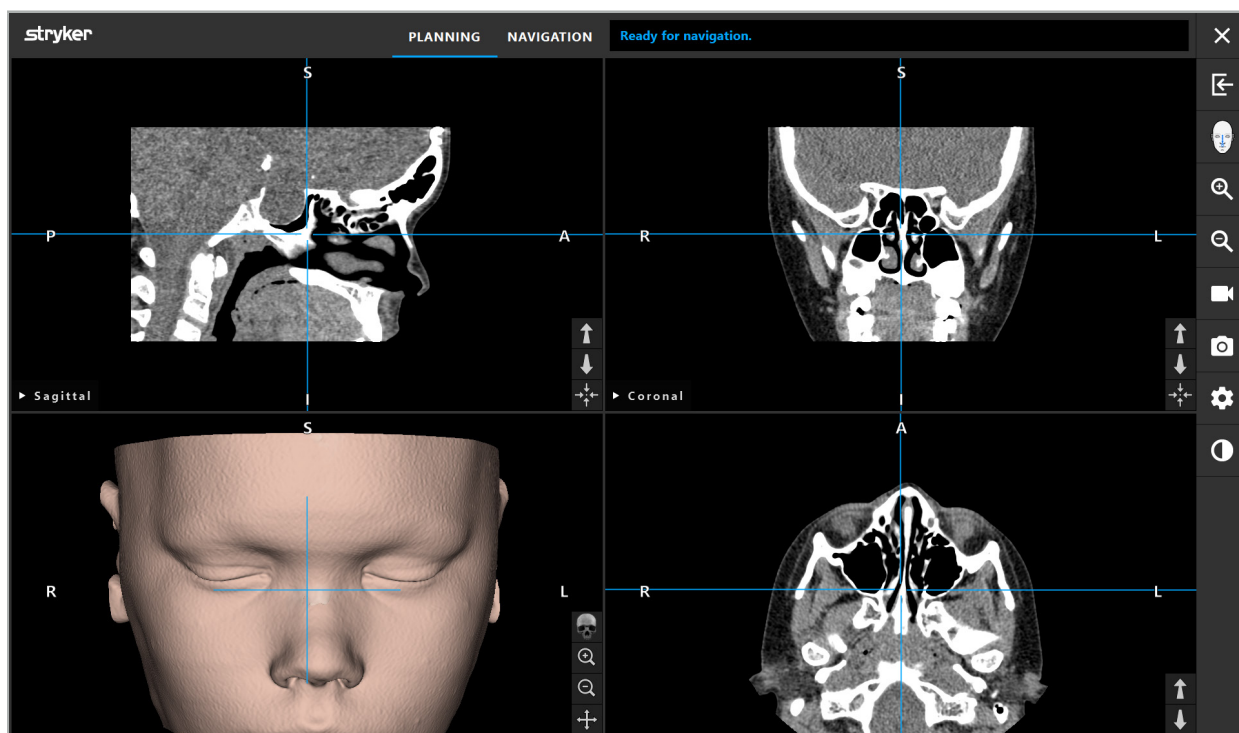 stryker
PLANNING NAVIGATION Ready for navigation.
S S
P A R L
Sagittal Coronal
I I
S A
R L R L